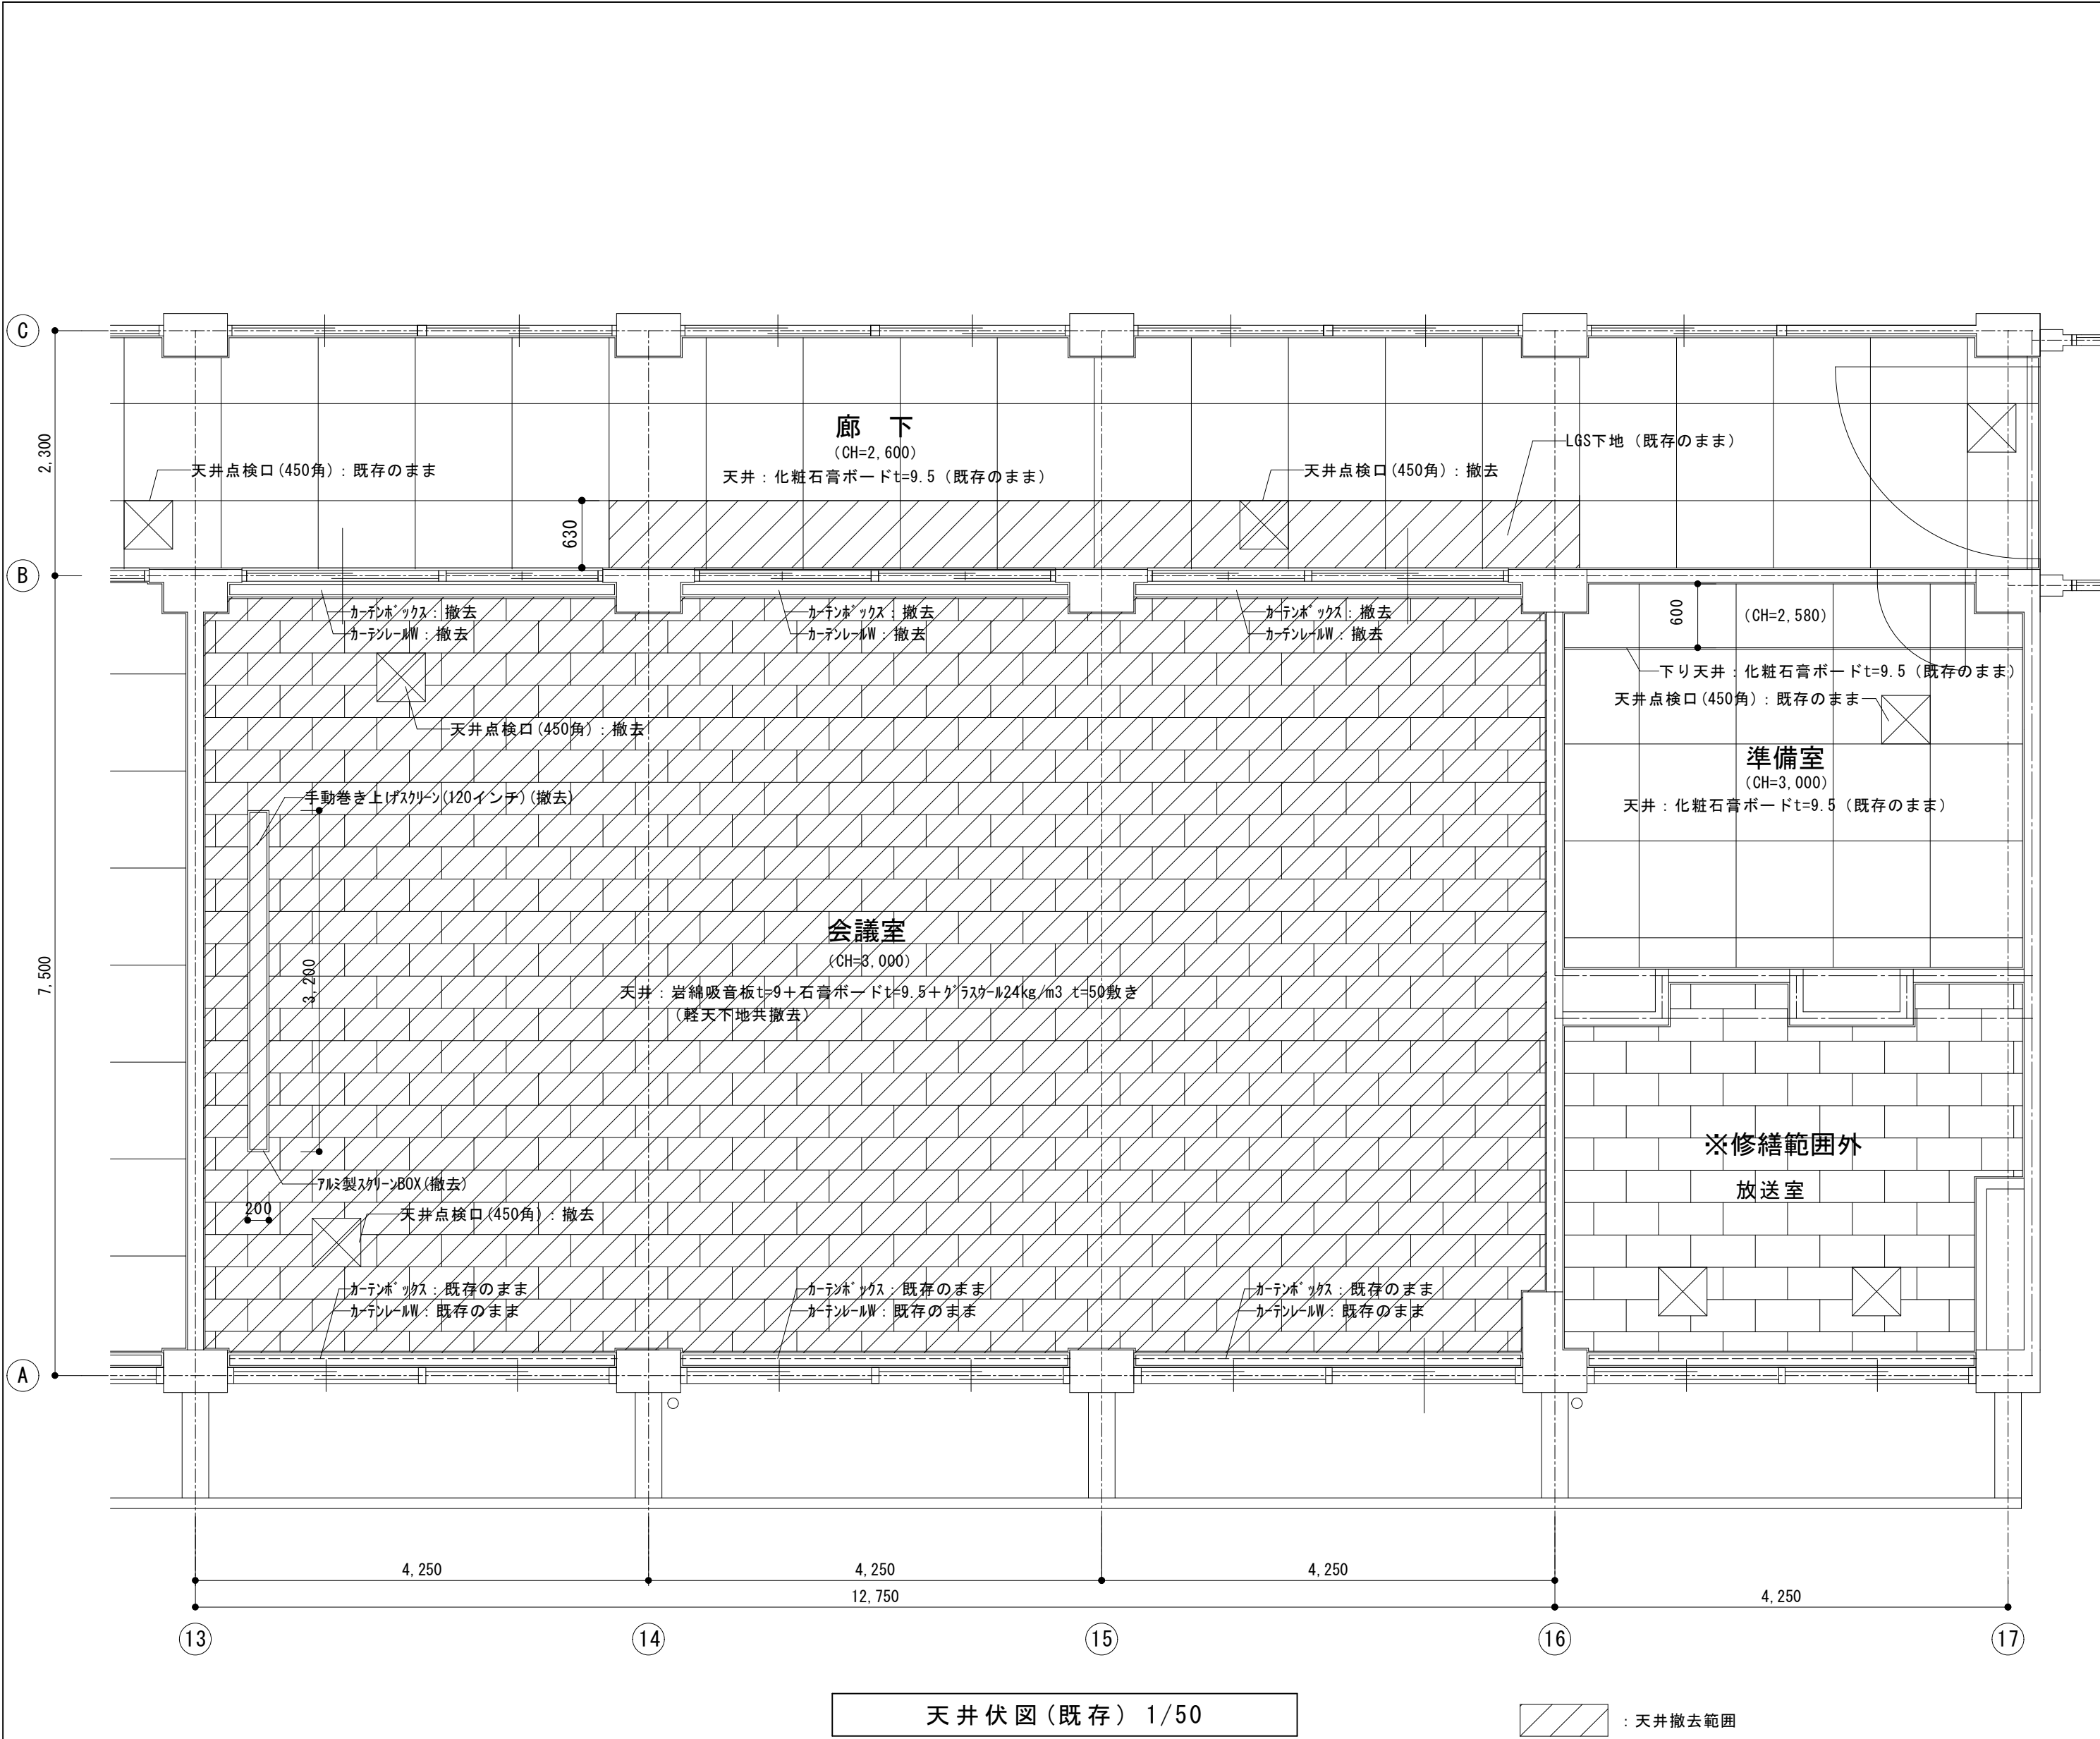 C
2,300
廊 下
(CH=2,600)
天井：化粧石膏ボードt=9.5（既存のまま）
天井点検口(450角)：既存のまま
天井点検口(450角)：撤去
LGS下地（既存のまま）
630
B
ｶｰﾃﾝﾎﾞｯｸｽ：撤去
ｶｰﾃﾝﾚｰﾙW：撤去
ｶｰﾃﾝﾎﾞｯｸｽ：撤去
ｶｰﾃﾝﾚｰﾙW：撤去
ｶｰﾃﾝﾎﾞｯｸｽ：撤去
ｶｰﾃﾝﾚｰﾙW：撤去
600
(CH=2,580)
下り天井：化粧石膏ボードt=9.5（既存のまま）
天井点検口(450角)：既存のまま
天井点検口(450角)：撤去
準備室
(CH=3,000)
天井：化粧石膏ボードt=9.5（既存のまま）
手動巻き上げｽｸﾘｰﾝ(120インチ)(撤去)
3,200
7,500
会議室
(CH=3,000)
天井：岩綿吸音板t=9＋石膏ボードt=9.5＋ｸﾞﾗｽｳｰﾙ24kg/m3 t=50敷き
（軽天下地共撤去）
※修繕範囲外
放送室
ｱﾙﾐ製ｽｸﾘｰﾝBOX(撤去)
200
天井点検口(450角)：撤去
ｶｰﾃﾝﾎﾞｯｸｽ：既存のまま
ｶｰﾃﾝﾚｰﾙW：既存のまま
ｶｰﾃﾝﾎﾞｯｸｽ：既存のまま
ｶｰﾃﾝﾚｰﾙW：既存のまま
ｶｰﾃﾝﾎﾞｯｸｽ：既存のまま
ｶｰﾃﾝﾚｰﾙW：既存のまま
A
4,250
4,250
4,250
12,750
4,250
13
14
15
16
17
天井伏図(既存) 1/50
：天井撤去範囲